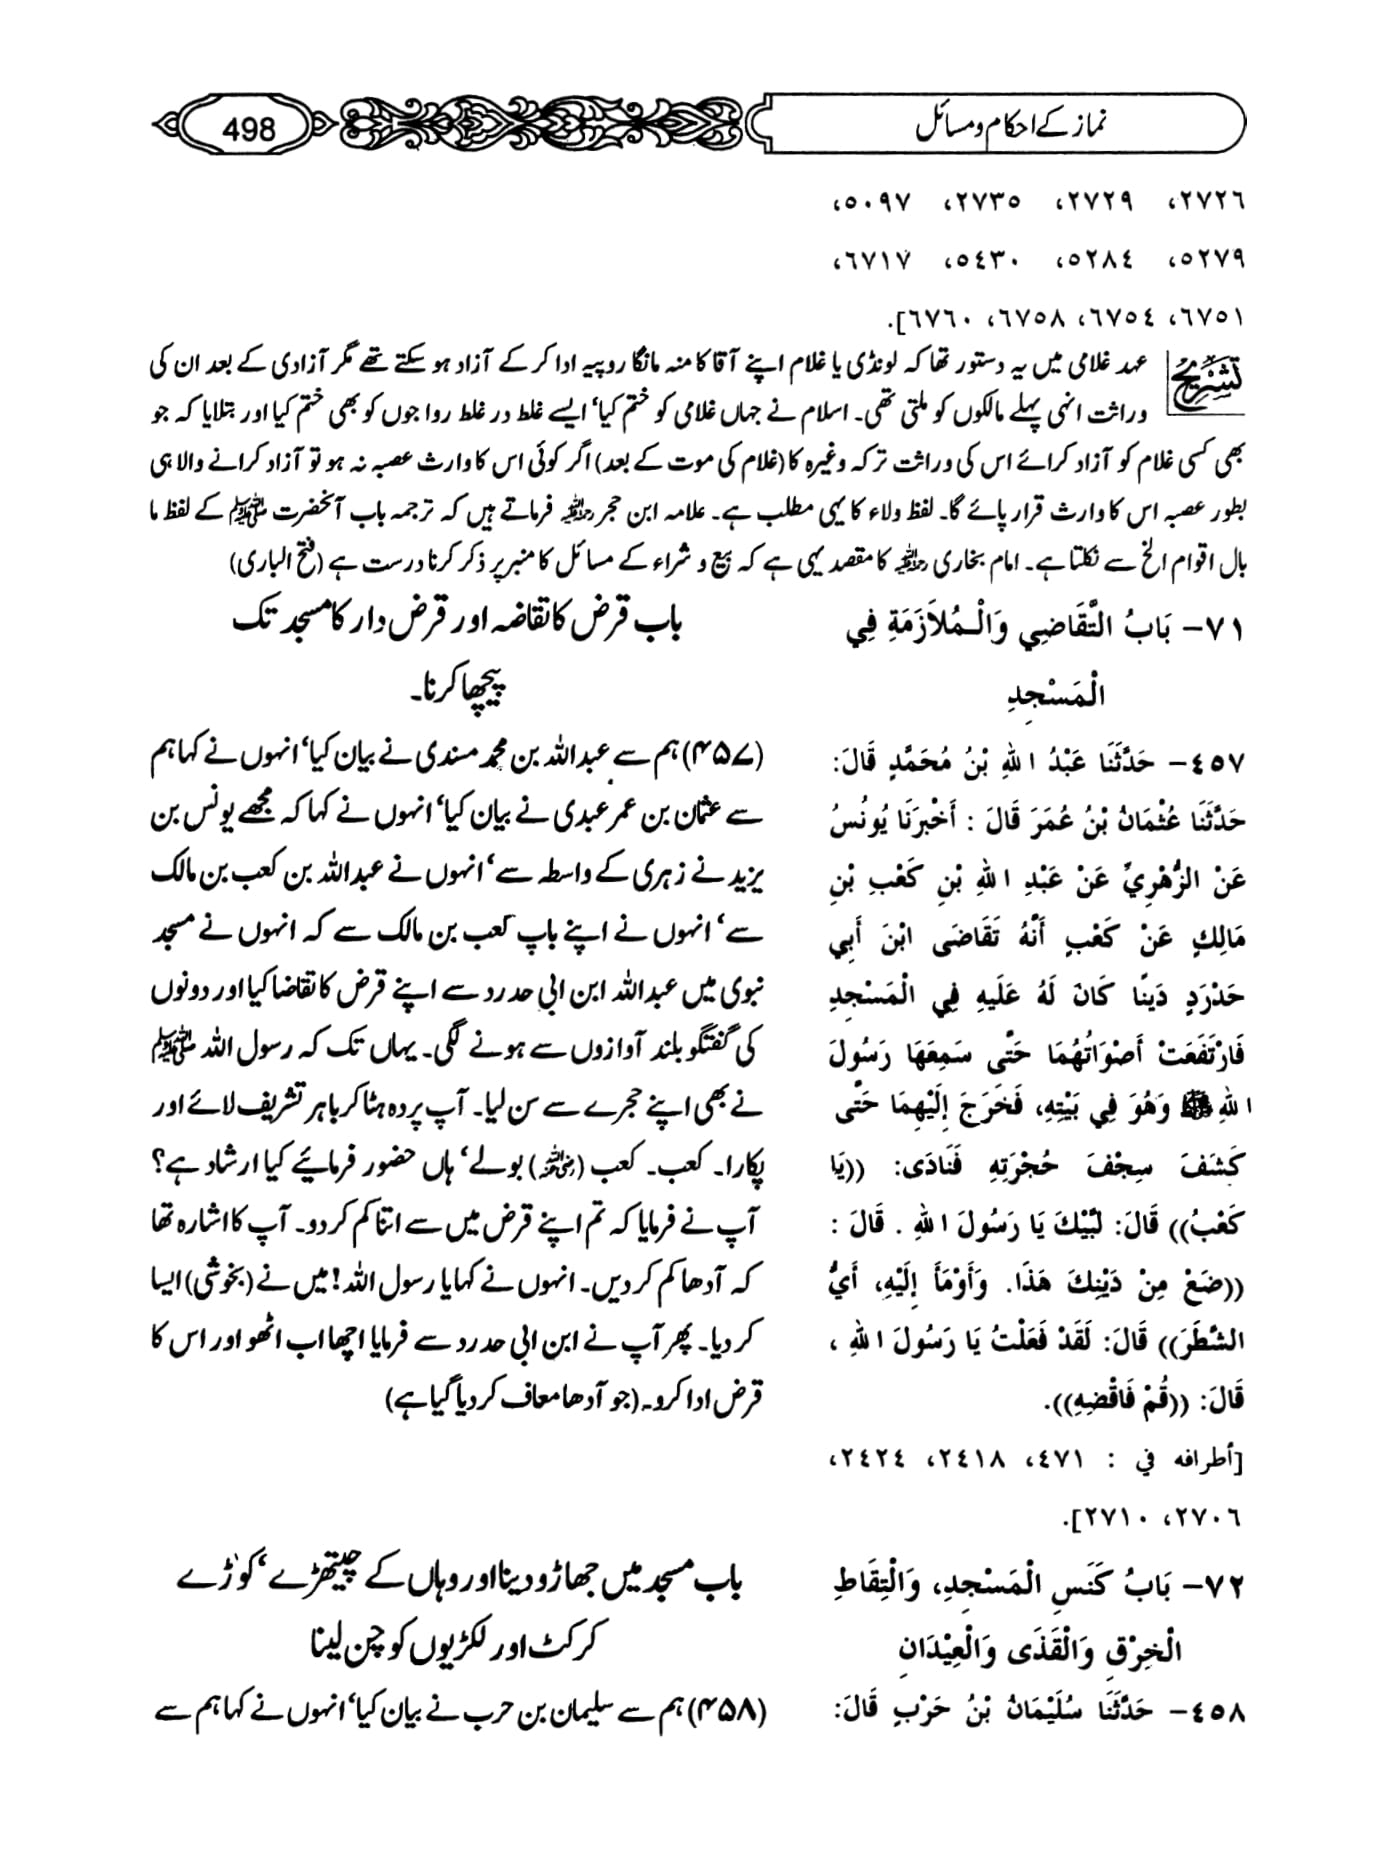 نماز کے احکام و مسائل
498
٢٧٢٦، ٢٧٢٩، ٢٧٣٥، ٥٠٩٧،
٥٢٧٩، ٥٢٨٤، ٥٤٣٠، ٦٧١٧،
٦٧٥١، ٦٧٥٤، ٦٧٥٨، ٦٧٦٠].
تشریح عہد غلامی میں یہ دستور تھا کہ لونڈی یا غلام اپنے آقا کا منہ مانگا روپیہ ادا کر کے آزاد ہو سکتے تھے مگر آزادی کے بعد ان کی
وراثت انہی پہلے مالکوں کو ملتی تھی۔ اسلام نے جہاں غلامی کو ختم کیا‘ ایسے غلط در غلط رواجوں کو بھی ختم کیا اور بتلایا کہ جو
بھی کسی غلام کو آزاد کرائے اس کی وراثت ترکہ وغیرہ کا (غلام کی موت کے بعد) اگر کوئی اس کا وارث عصبہ نہ ہو تو آزاد کرانے والا ہی
بطور عصبہ اس کا وارث قرار پائے گا۔ لفظ ولاء کا یہی مطلب ہے۔ علامہ ابن حجر رحمہ اللہ فرماتے ہیں کہ ترجمہ باب آنحضرت ﷺ کے لفظ ما
بال اقوام الخ سے نکلتا ہے۔ امام بخاری رحمہ اللہ کا مقصد یہی ہے کہ بیع و شراء کے مسائل کا منبر پر ذکر کرنا درست ہے (فتح الباری)
٧١- بَابُ التَّقَاضِي وَالْـمُلاَزَمَةِ فِي
الْمَسْجِدِ
باب قرض کا تقاضہ اور قرض دار کا مسجد تک
پیچھا کرنا۔
٤٥٧- حَدَّثَنَا عَبْدُ اللهِ بْنُ مُحَمَّدٍ قَالَ:
حَدَّثَنَا عُثْمَانُ بْنُ عُمَرَ قَالَ : أَخْبَرَنَا يُونُسُ
عَنْ الزُّهْرِيِّ عَنْ عَبْدِ اللهِ بْنِ كَعْبِ بْنِ
مَالِكٍ عَنْ كَعْبٍ أَنَّهُ تَقَاضَى ابْنَ أَبِي
حَدْرَدٍ دَيْنًا كَانَ لَهُ عَلَيهِ فِي الْمَسْجِدِ
فَارْتَفَعَتْ أَصْوَاتُهُمَا حَتَّى سَمِعَهَا رَسُولَ
اللهِ ﷺ وَهُوَ فِي بَيْتِهِ، فَخَرَجَ إِلَيْهِمَا حَتَّى
كَشَفَ سِجْفَ حُجْرَتِهِ فَنَادَى: ((يَا
كَعْبُ)) قَالَ: لَبَّيْكَ يَا رَسُولَ اللهِ . قَالَ :
((ضَعْ مِنْ دَيْنِكَ هَذَا. وَأَوْمَأَ إِلَيْهِ، أَيُّ
الشَّطْرَ)) قَالَ: لَقَدْ فَعَلْتُ يَا رَسُولَ اللهِ ،
قَالَ: ((قُمْ فَاقْضِهِ)).
[أطرافه في : ٤٧١، ٢٤١٨، ٢٤٢٤،
٢٧٠٦، ٢٧١٠].
(۴۵۷) ہم سے عبداللہ بن محمد مسندی نے بیان کیا‘ انہوں نے کہا ہم
سے عثمان بن عمر عبدی نے بیان کیا‘ انہوں نے کہا کہ مجھے یونس بن
یزید نے زہری کے واسطہ سے‘ انہوں نے عبداللہ بن کعب بن مالک
سے‘ انہوں نے اپنے باپ کعب بن مالک سے کہ انہوں نے مسجد
نبوی میں عبداللہ ابن ابی حدرد سے اپنے قرض کا تقاضا کیا اور دونوں
کی گفتگو بلند آوازوں سے ہونے لگی۔ یہاں تک کہ رسول اللہ ﷺ
نے بھی اپنے حجرے سے سن لیا۔ آپ پردہ ہٹا کر باہر تشریف لائے اور
پکارا۔ کعب۔ کعب (رضی اللہ عنہ) بولے‘ ہاں حضور فرمائیے کیا ارشاد ہے؟
آپ نے فرمایا کہ تم اپنے قرض میں سے اتنا کم کردو۔ آپ کا اشارہ تھا
کہ آدھا کم کردیں۔ انہوں نے کہا یا رسول اللہ! میں نے (بخوشی) ایسا
کردیا۔ پھر آپ نے ابن ابی حدرد سے فرمایا اچھا اب اٹھو اور اس کا
قرض ادا کرو۔ (جو آدھا معاف کردیا گیا ہے)
٧٢- بَابُ كَنَسِ الْمَسْجِدِ، وَالْتِقَاطِ
الْخِرْقِ وَالْقَذَى وَالْعِيْدَانِ
باب مسجد میں جھاڑو دینا اور وہاں کے چیتھڑے‘ کوڑے
کرکٹ اور لکڑیوں کو چن لینا
٤٥٨- حَدَّثَنَا سُلَيْمَانُ بْنُ حَرْبٍ قَالَ:
(۴۵۸) ہم سے سلیمان بن حرب نے بیان کیا‘ انہوں نے کہا ہم سے